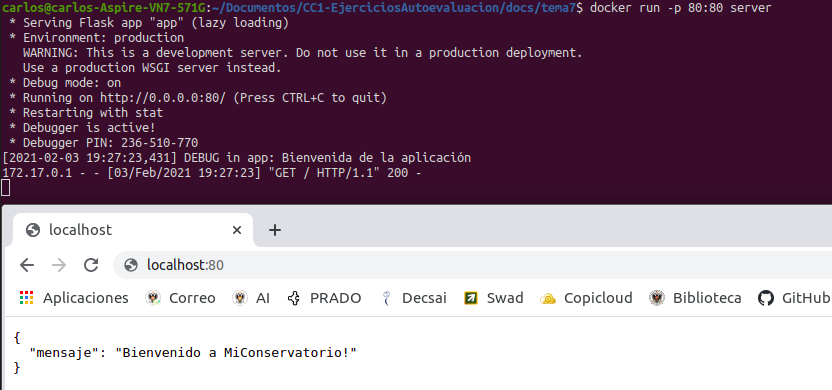 carlos@carlos-Aspire-VN7-571G:~/Documentos/CC1-EjerciciosAutoevaluacion/docs/tema7$ docker run -p 80:80 server
* Serving Flask app "app" (lazy loading)
* Environment: production
WARNING: This is a development server. Do not use it in a production deployment.
Use a production WSGI server instead.
* Debug mode: on
* Running on http://0.0.0.0:80/ (Press CTRL+C to quit)
* Restarting with stat
* Debugger is active!
* Debugger PIN: 236-510-770
[2021-02-03 19:27:23,431] DEBUG in app: Bienvenida de la aplicación
172.17.0.1 - - [03/Feb/2021 19:27:23] "GET / HTTP/1.1" 200 -
localhost
localhost:80
Aplicaciones Correo AI PRADO Decsai Swad Copicloud Biblioteca GitHub
{
"mensaje": "Bienvenido a MiConservatorio!"
}